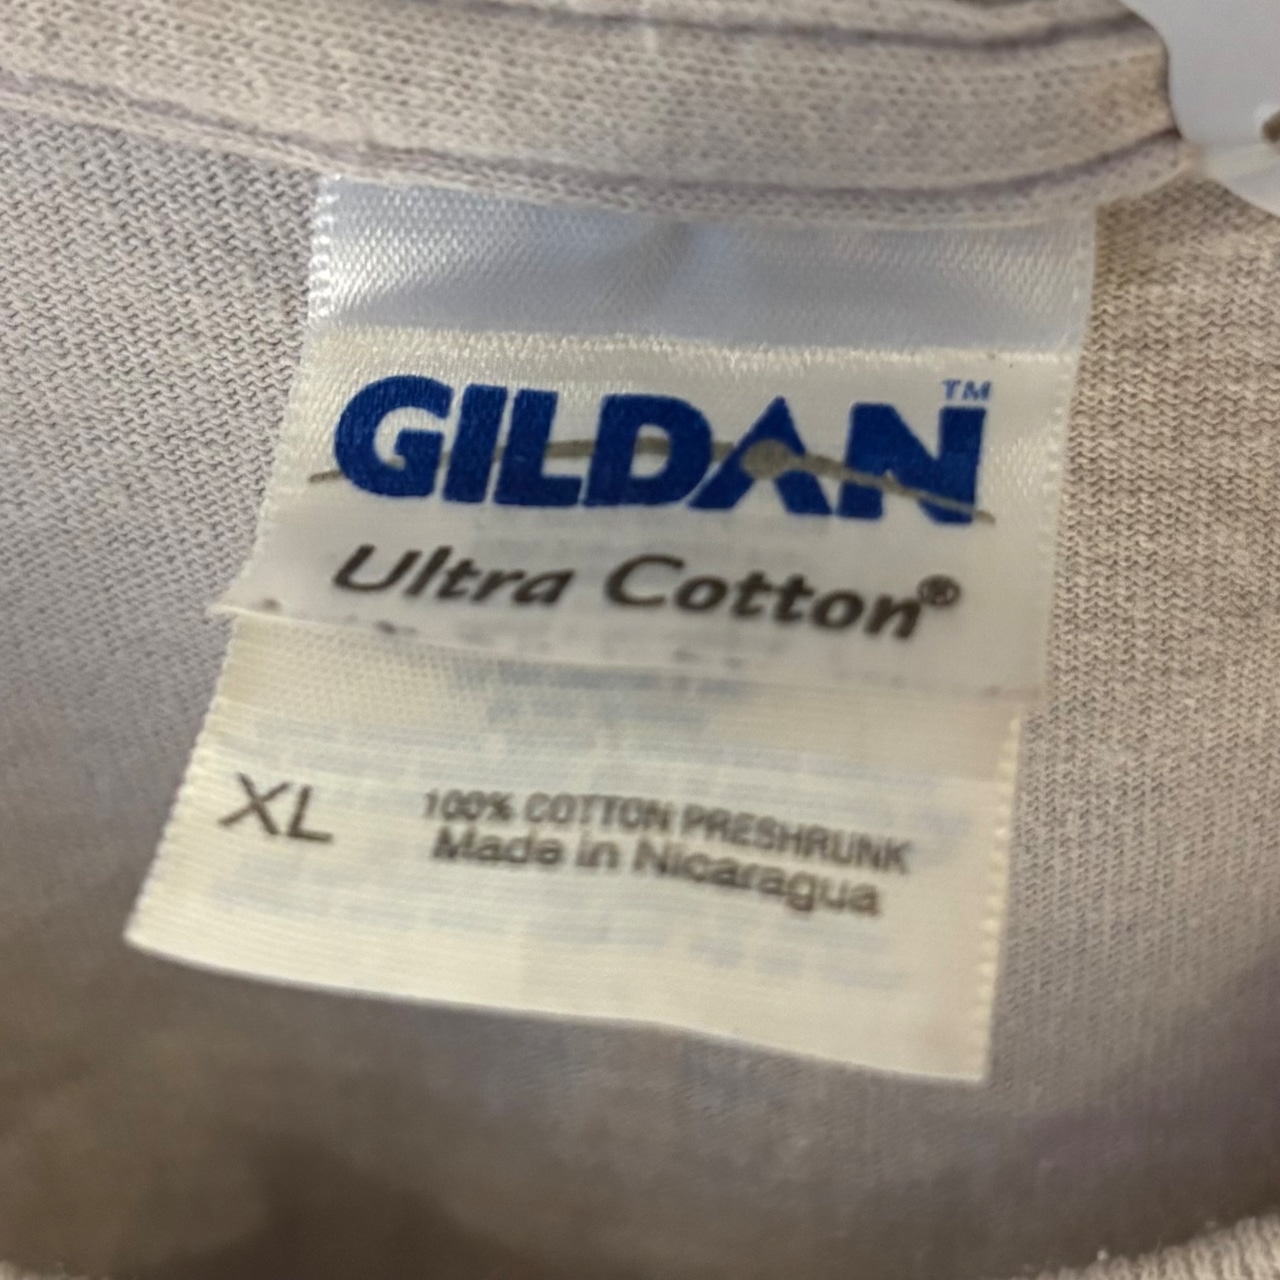 GILDAN™
Ultra Cotton®
XL
100% COTTON PRESHRUNK
Made in Nicaragua